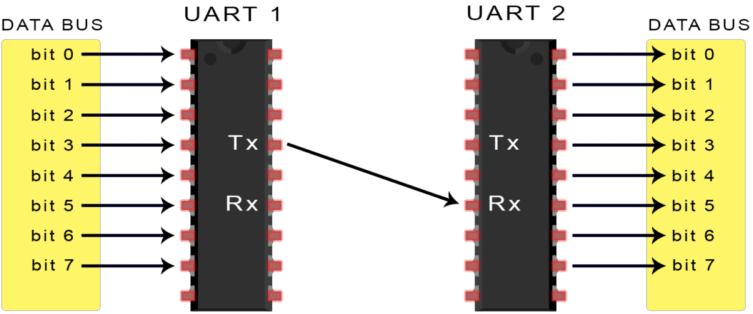 UART 1
UART 2
DATA BUS
bit 0
bit 1
bit 2
bit 3
bit 4
bit 5
bit 6
bit 7
Tx
Rx
Tx
Rx
DATA BUS
bit 0
bit 1
bit 2
bit 3
bit 4
bit 5
bit 6
bit 7